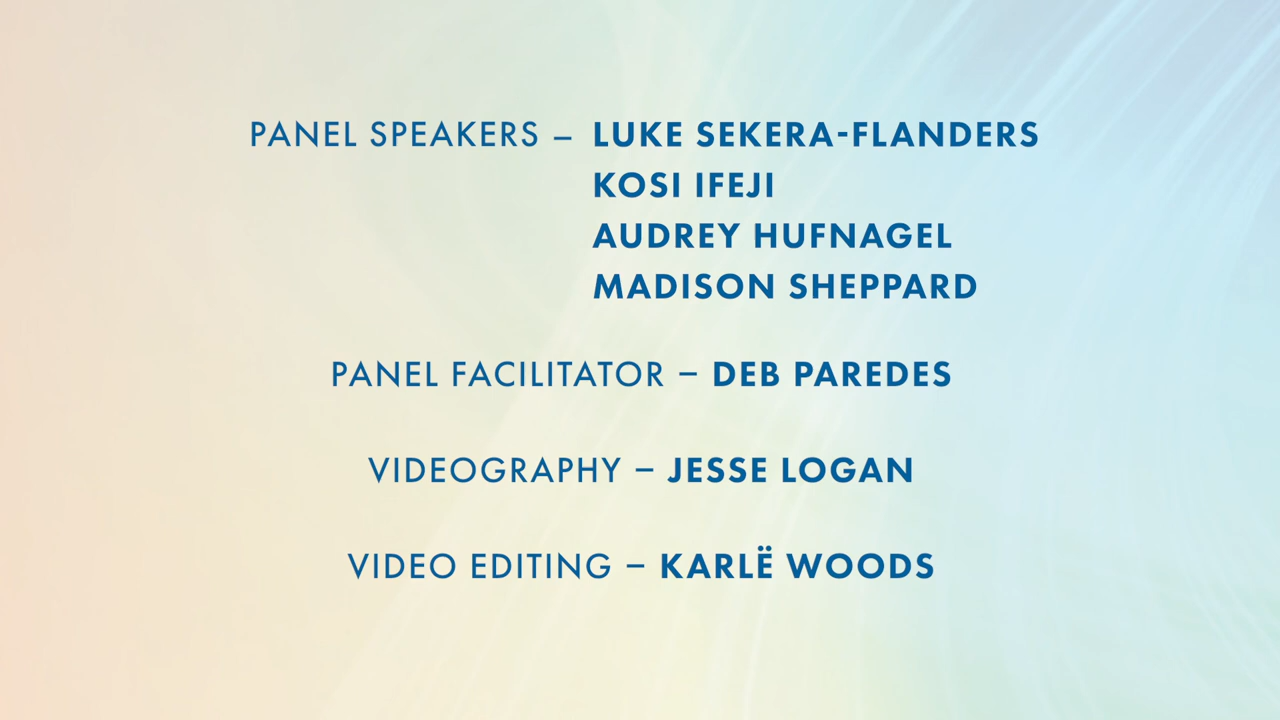 PANEL SPEAKERS – LUKE SEKERA-FLANDERS
KOSI IFEJI
AUDREY HUFNAGEL
MADISON SHEPPARD
PANEL FACILITATOR – DEB PAREDES
VIDEOGRAPHY – JESSE LOGAN
VIDEO EDITING – KARLË WOODS